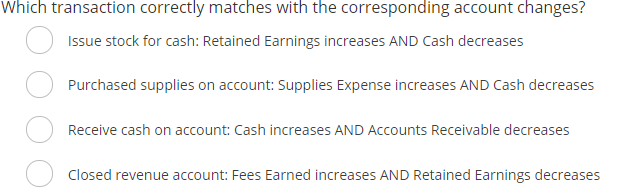 Which transaction correctly matches with the corresponding account changes?
Issue stock for cash: Retained Earnings increases AND Cash decreases
Purchased supplies on account: Supplies Expense increases AND Cash decreases
Receive cash on account: Cash increases AND Accounts Receivable decreases
Closed revenue account: Fees Earned increases AND Retained Earnings decreases